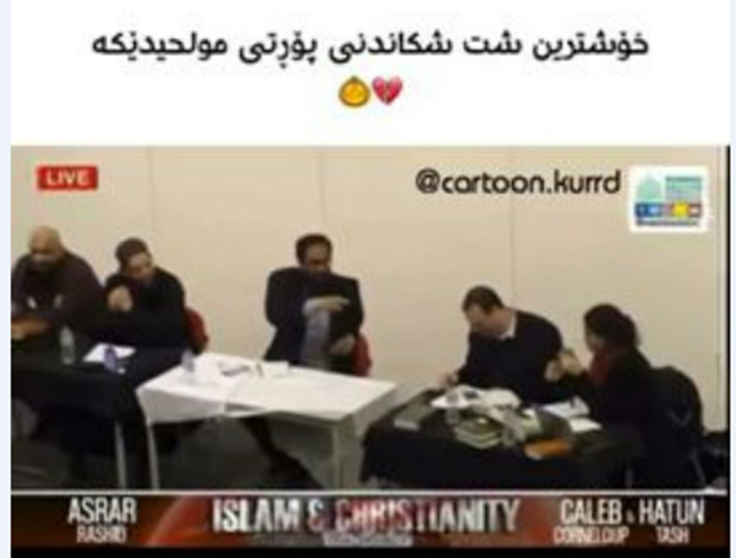 خۆشترین شت شکاندنی پۆڕتی مولحیدێکە
LIVE
@cartoon.kurrd
ASRAR
RASHID
ISLAM & CHRISTIANITY
CALEB & HATUN
CORNELOUP TASH